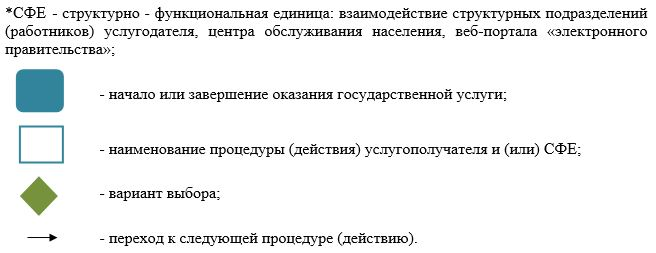 *СФЕ - структурно - функциональная единица: взаимодействие структурных подразделений
(работников) услугодателя, центра обслуживания населения, веб-портала «электронного
правительства»;
- начало или завершение оказания государственной услуги;
- наименование процедуры (действия) услугополучателя и (или) СФЕ;
- вариант выбора;
- переход к следующей процедуре (действию).